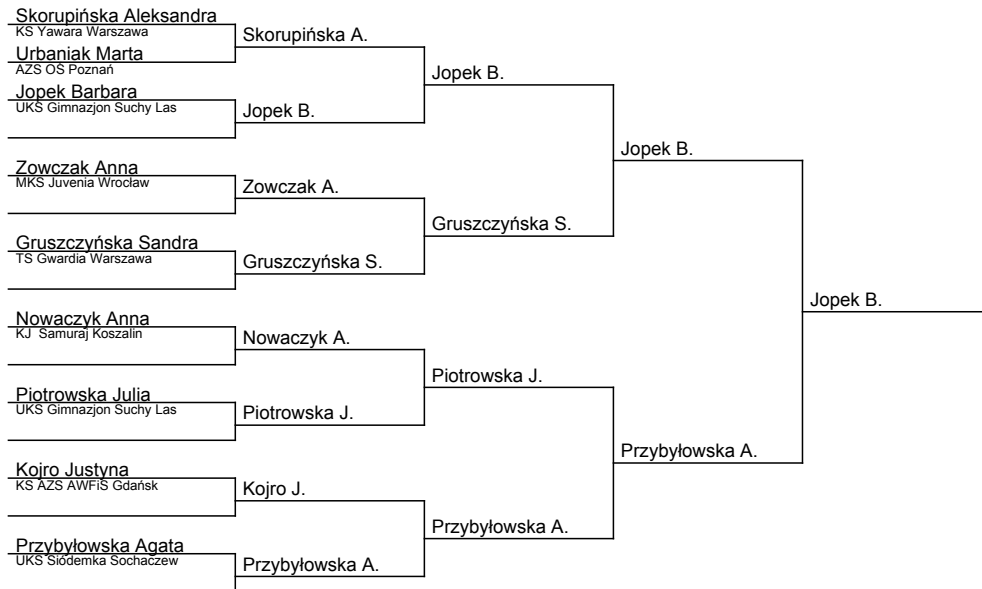 Skorupińska Aleksandra
KS Yawara Warszawa
Skorupińska A.
Urbaniak Marta
AZS OŚ Poznań
Jopek B.
Jopek Barbara
UKS Gimnazjon Suchy Las
Jopek B.
Jopek B.
Zowczak Anna
MKS Juvenia Wrocław
Zowczak A.
Gruszczyńska S.
Gruszczyńska Sandra
TS Gwardia Warszawa
Gruszczyńska S.
Jopek B.
Nowaczyk Anna
KJ Samuraj Koszalin
Nowaczyk A.
Piotrowska J.
Piotrowska Julia
UKS Gimnazjon Suchy Las
Piotrowska J.
Przybyłowska A.
Kojro Justyna
KS AZS AWFiS Gdańsk
Kojro J.
Przybyłowska A.
Przybyłowska Agata
UKS Siódemka Sochaczew
Przybyłowska A.